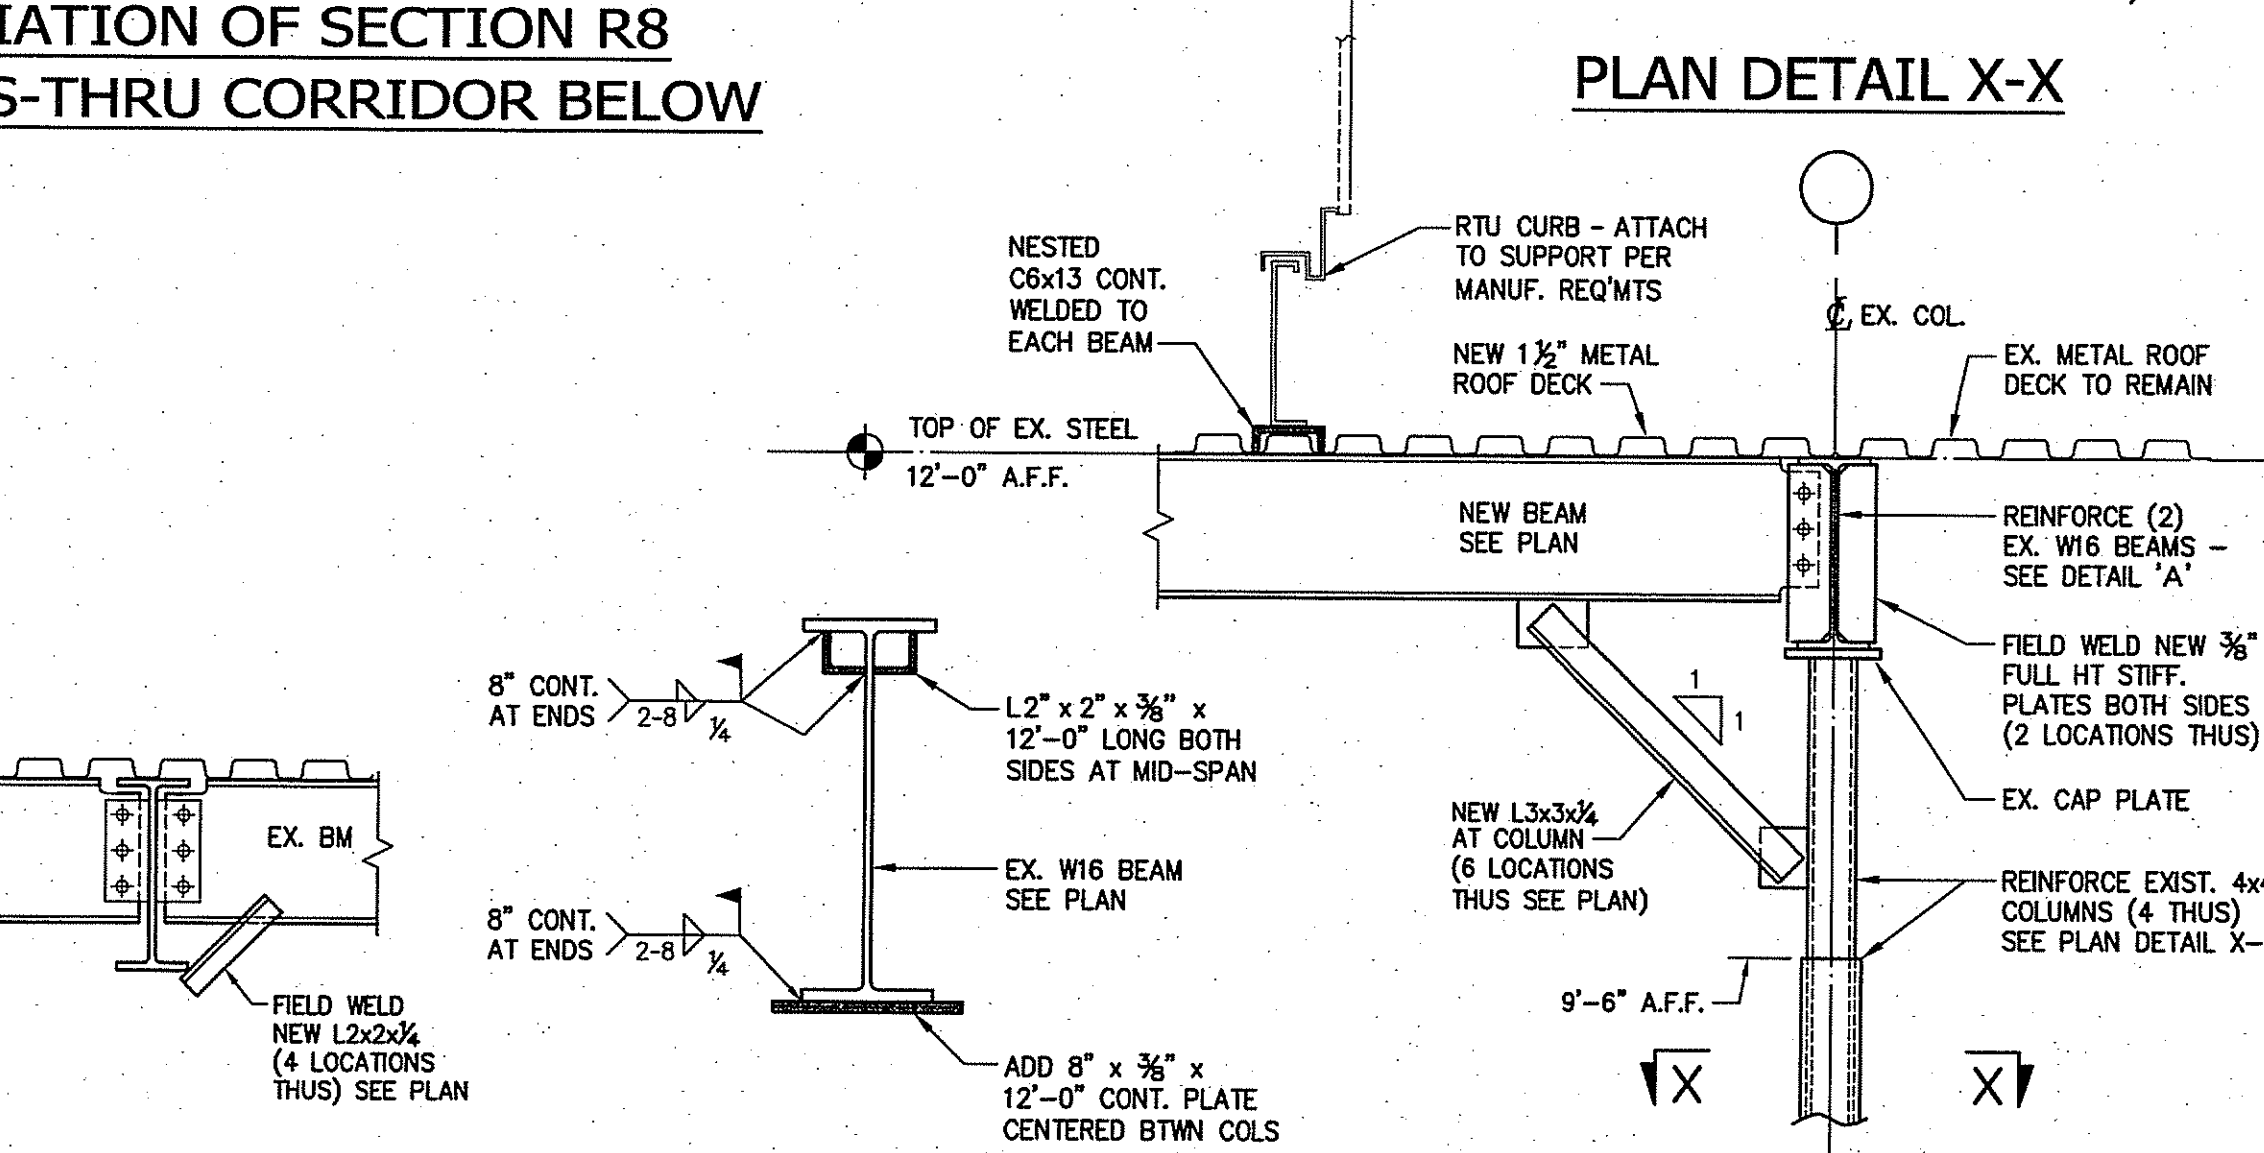 IATION OF SECTION R8
S-THRU CORRIDOR BELOW
PLAN DETAIL X-X
NESTED
C6x13 CONT.
WELDED TO
EACH BEAM
RTU CURB - ATTACH
TO SUPPORT PER
MANUF. REQ'MTS
℄ EX. COL.
NEW 1½" METAL
ROOF DECK
EX. METAL ROOF
DECK TO REMAIN
TOP OF EX. STEEL
12'-0" A.F.F.
NEW BEAM
SEE PLAN
REINFORCE (2)
EX. W16 BEAMS -
SEE DETAIL 'A'
FIELD WELD NEW ⅜"
FULL HT STIFF.
PLATES BOTH SIDES
(2 LOCATIONS THUS)
EX. CAP PLATE
8" CONT.
AT ENDS
2-8
¼
L2" x 2" x ⅜" x
12'-0" LONG BOTH
SIDES AT MID-SPAN
1
1
EX. BM
NEW L3x3x¼
AT COLUMN
(6 LOCATIONS
THUS SEE PLAN)
EX. W16 BEAM
SEE PLAN
REINFORCE EXIST. 4x4
COLUMNS (4 THUS)
SEE PLAN DETAIL X-
8" CONT.
AT ENDS
2-8
¼
9'-6" A.F.F.
FIELD WELD
NEW L2x2x¼
(4 LOCATIONS
THUS) SEE PLAN
ADD 8" x ⅜" x
12'-0" CONT. PLATE
CENTERED BTWN COLS
X
X